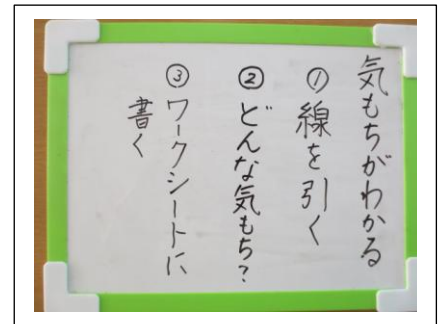 気もちがわかる
①線を引く
②どんな気もち?
③ワークシートに
書く